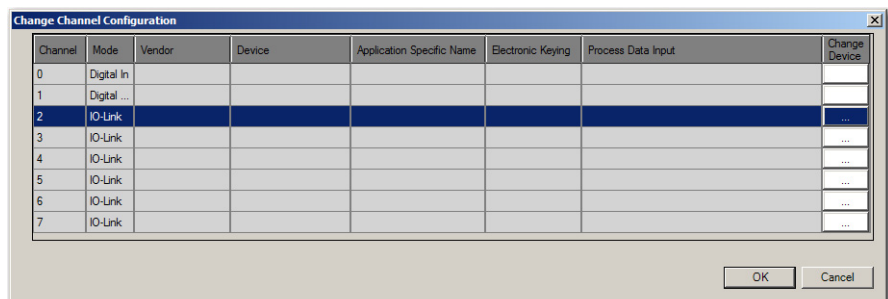 Change Channel Configuration
Channel Mode Vendor Device Application Specific Name Electronic Keying Process Data Input Change Device
0 Digital In
1 Digital ...
2 IO-Link ...
3 IO-Link ...
4 IO-Link ...
5 IO-Link ...
6 IO-Link ...
7 IO-Link ...
OK Cancel